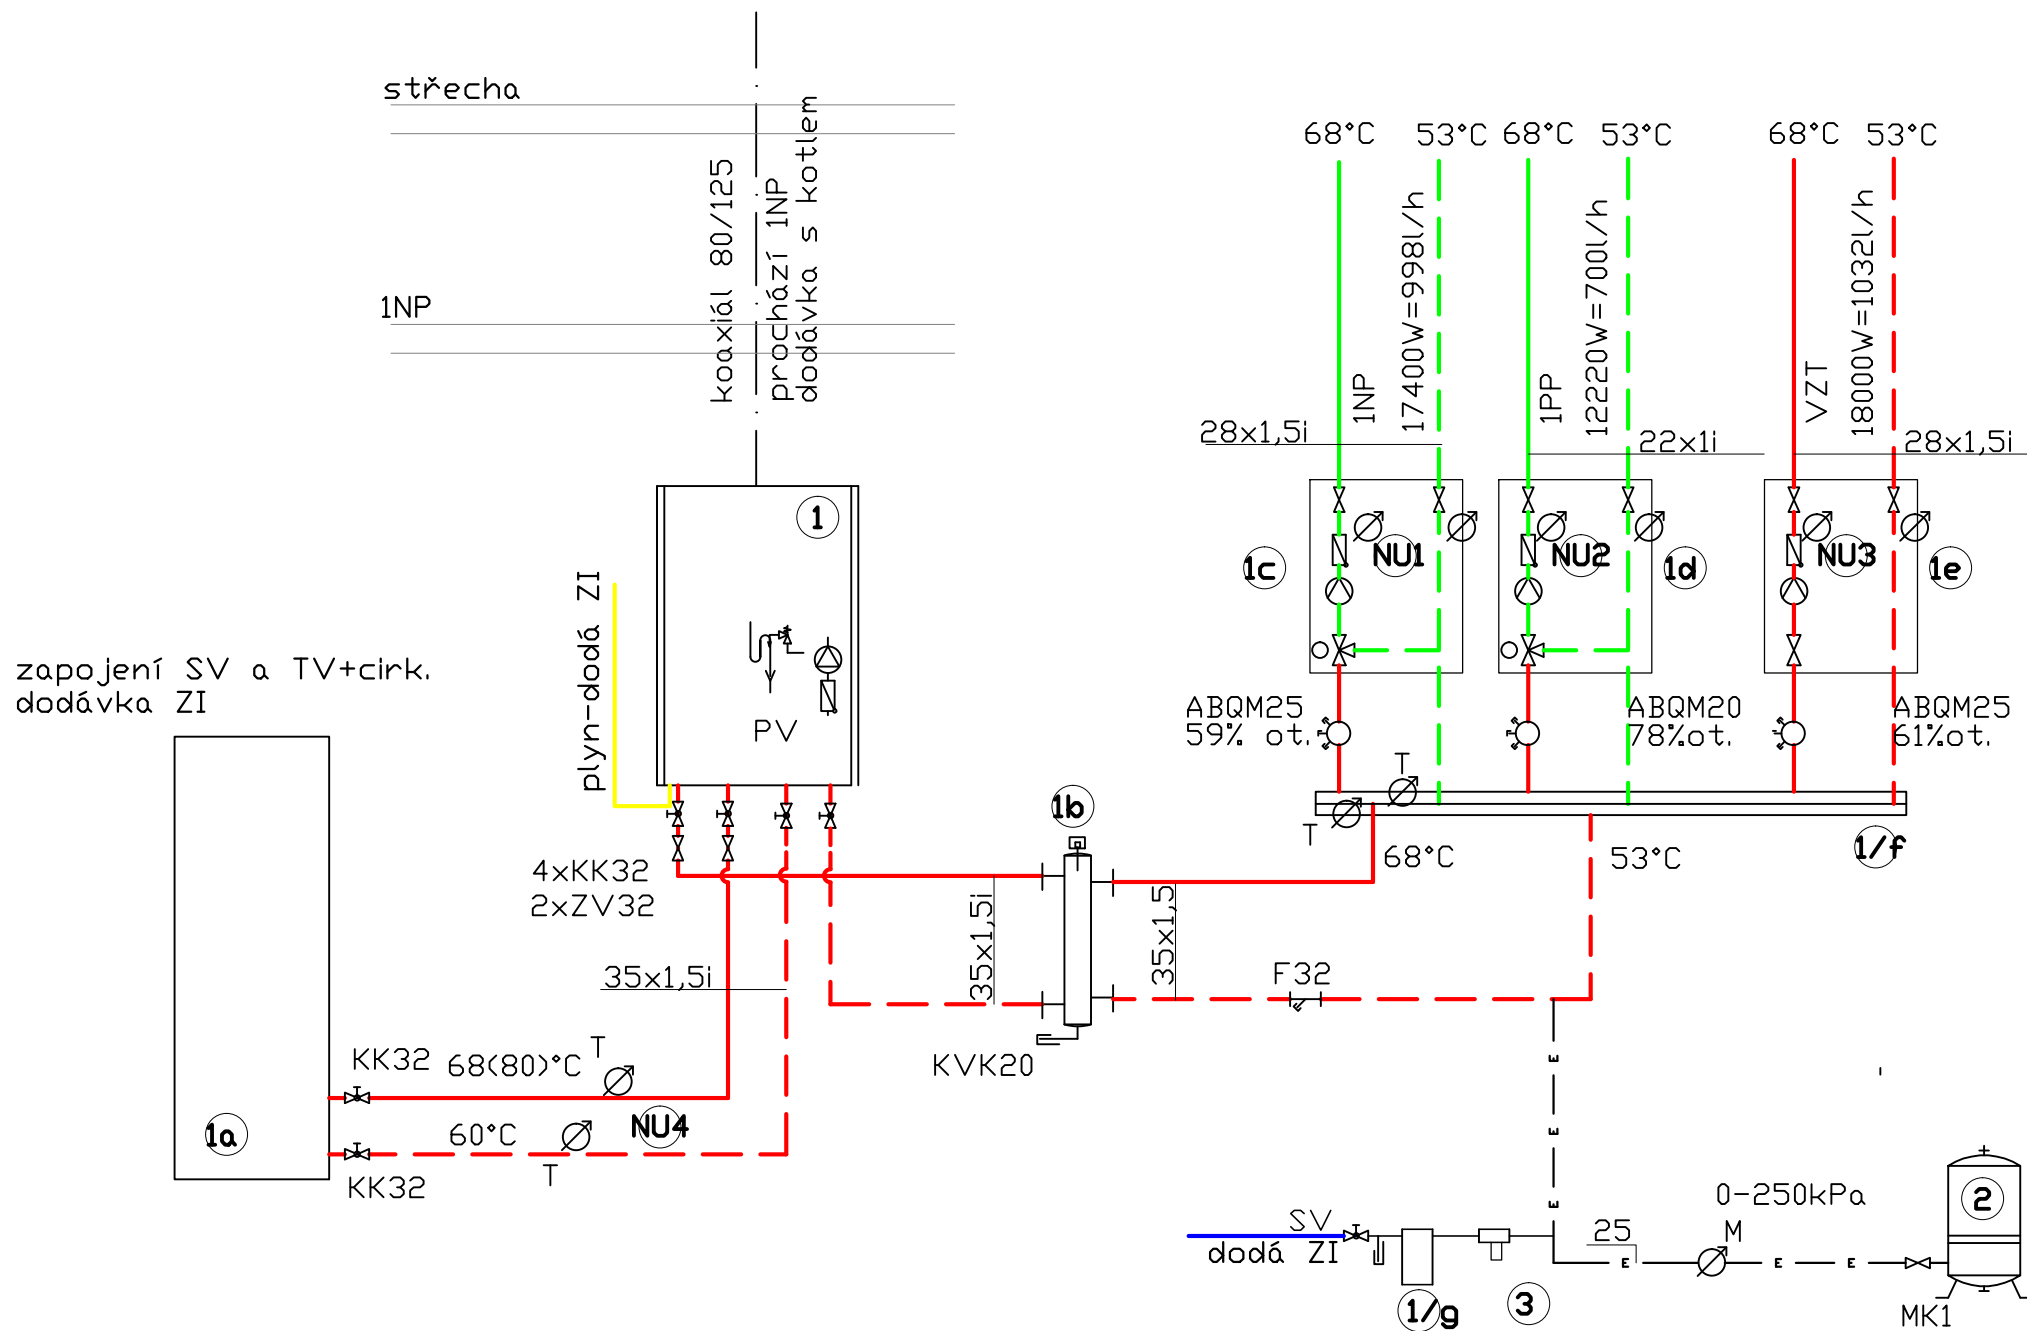 střecha
koaxiál 80/125
prochází 1NP
dodávka s kotlem
1NP
68°C
53°C
68°C
53°C
68°C
53°C
1NP
17400W=998l/h
1PP
12220W=700l/h
VZT
18000W=1032l/h
28x1,5i
22x1i
28x1,5i
1
plyn-dodá ZI
PV
1c
NU1
NU2
1d
NU3
1e
zapojení SV a TV+cirk.
dodávka ZI
ABQM25
59% ot.
ABQM20
78%ot.
ABQM25
61%ot.
T
T
1b
1/f
68°C
53°C
4xKK32
2xZV32
35x1,5i
35x1,5i
35x1,5
F32
KVK20
KK32
68(80)°C
T
1a
60°C
T
NU4
KK32
SV
dodá ZI
25
0-250kPa
M
2
1/g
3
MK1
E
E
E
E
E
E